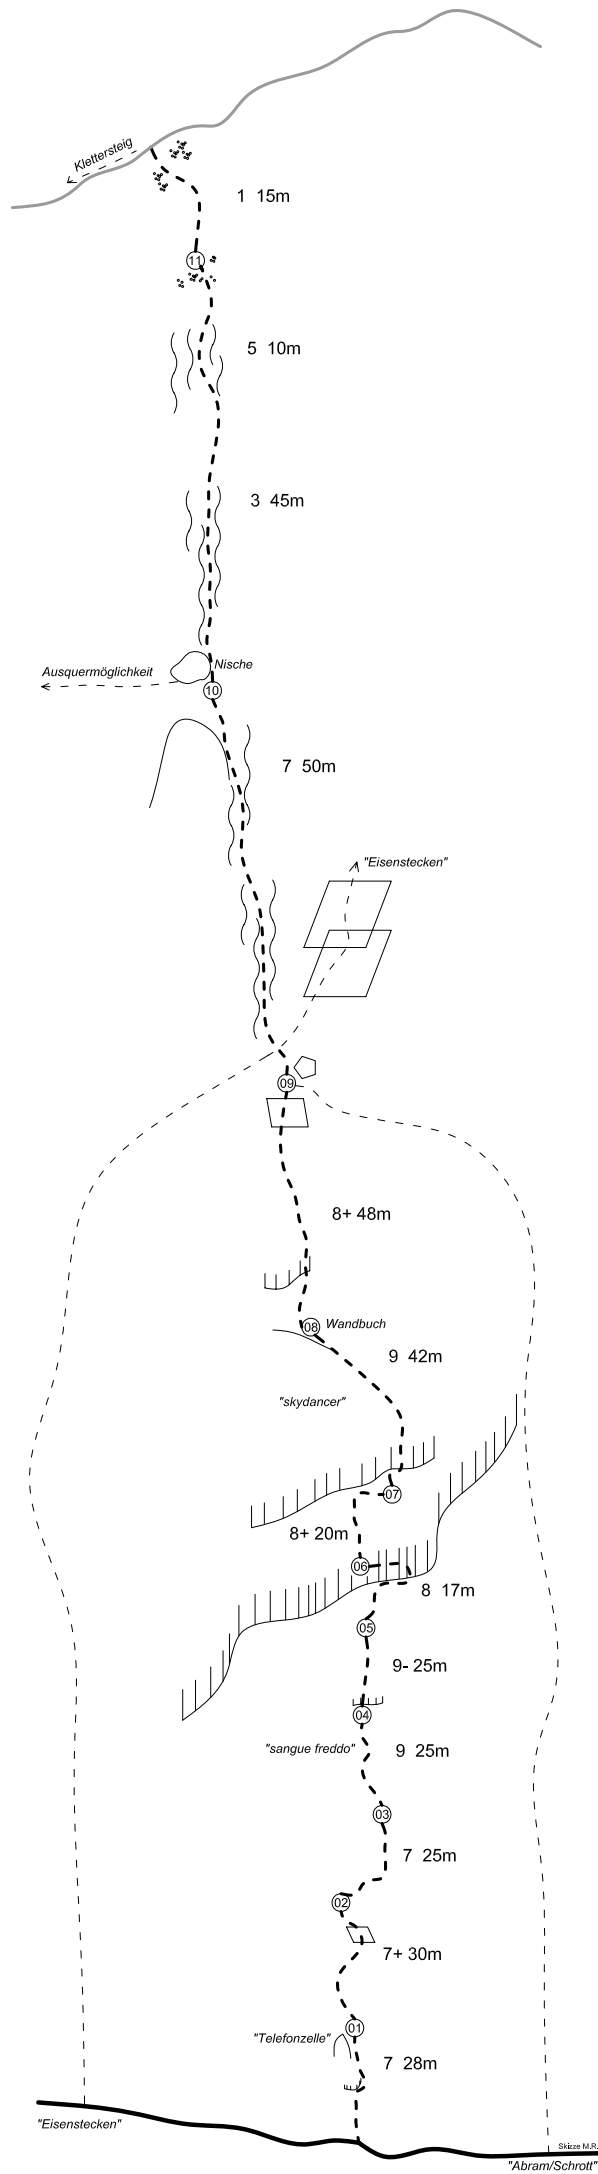 Klettersteig
1 15m
11
5 10m
3 45m
Nische
Ausquermöglichkeit
10
7 50m
"Eisenstecken"
09
8+ 48m
08
Wandbuch
9 42m
"skydancer"
07
8+ 20m
06
8 17m
05
9- 25m
04
"sangue freddo"
9 25m
03
7 25m
02
7+ 30m
01
"Telefonzelle"
7 28m
"Eisenstecken"
Skizze M.R.
"Abram/Schrott"